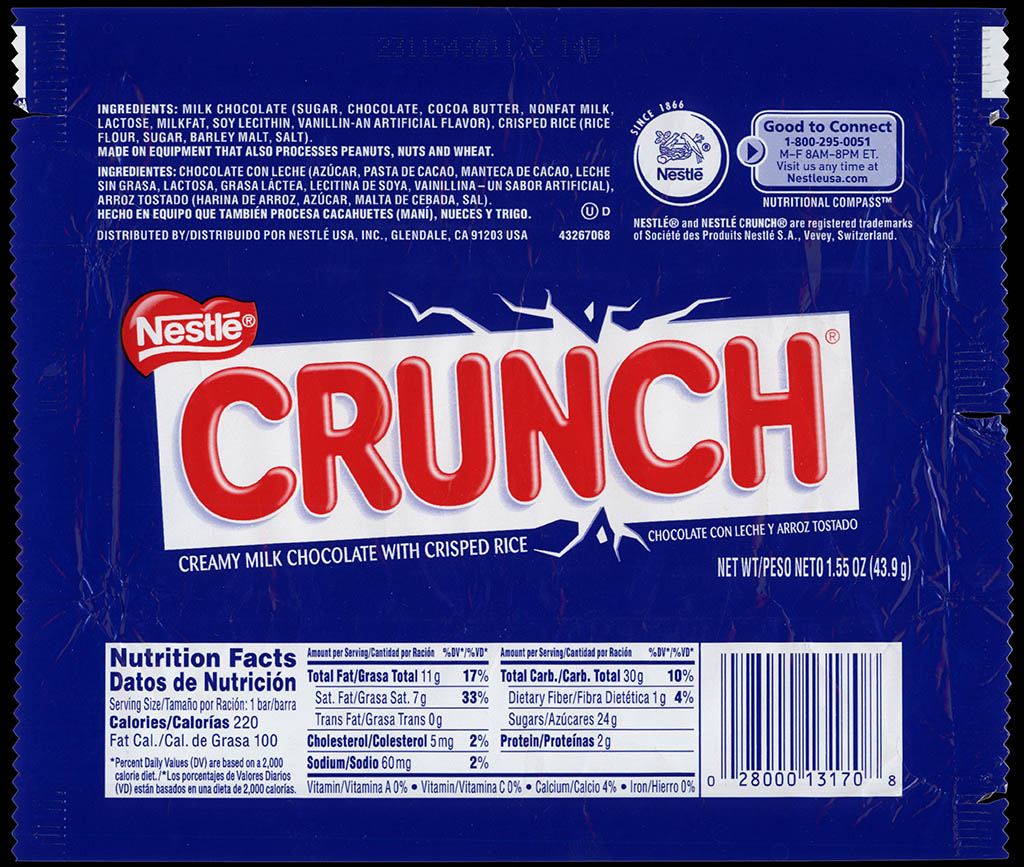 INGREDIENTS: MILK CHOCOLATE (SUGAR, CHOCOLATE, COCOA BUTTER, NONFAT MILK,
LACTOSE, MILKFAT, SOY LECITHIN, VANILLIN-AN ARTIFICIAL FLAVOR), CRISPED RICE (RICE
FLOUR, SUGAR, BARLEY MALT, SALT).
MADE ON EQUIPMENT THAT ALSO PROCESSES PEANUTS, NUTS AND WHEAT.
INGREDIENTES: CHOCOLATE CON LECHE (AZÚCAR, PASTA DE CACAO, MANTECA DE CACAO, LECHE
SIN GRASA, LACTOSA, GRASA LÁCTEA, LECITINA DE SOYA, VAINILLINA – UN SABOR ARTIFICIAL),
ARROZ TOSTADO (HARINA DE ARROZ, AZÚCAR, MALTA DE CEBADA, SAL).
HECHO EN EQUIPO QUE TAMBIÉN PROCESA CACAHUETES (MANÍ), NUECES Y TRIGO.
U D
DISTRIBUTED BY/DISTRIBUIDO POR NESTLÉ USA, INC., GLENDALE, CA 91203 USA 43267068
SINCE 1866
Nestlé®
Good to Connect
1-800-295-0051
M–F 8AM–8PM ET.
Visit us any time at
Nestleusa.com
NUTRITIONAL COMPASS™
NESTLÉ® and NESTLÉ CRUNCH® are registered trademarks
of Société des Produits Nestlé S.A., Vevey, Switzerland.
Nestlé®
CRUNCH®
CREAMY MILK CHOCOLATE WITH CRISPED RICE
CHOCOLATE CON LECHE Y ARROZ TOSTADO
NET WT/PESO NETO 1.55 OZ (43.9 g)
Nutrition Facts
Datos de Nutrición
Serving Size/Tamaño por Ración: 1 bar/barra
Calories/Calorías 220
Fat Cal./Cal. de Grasa 100
*Percent Daily Values (DV) are based on a 2,000
calorie diet./*Los porcentajes de Valores Diarios
(VD) están basados en una dieta de 2,000 calorías.
Amount per Serving/Cantidad por Ración %DV*/%VD*
Total Fat/Grasa Total 11g 17%
Sat. Fat/Grasa Sat. 7g 33%
Trans Fat/Grasa Trans 0g
Cholesterol/Colesterol 5mg 2%
Sodium/Sodio 60mg 2%
Amount per Serving/Cantidad por Ración %DV*/%VD*
Total Carb./Carb. Total 30g 10%
Dietary Fiber/Fibra Dietética 1g 4%
Sugars/Azúcares 24g
Protein/Proteínas 2g
Vitamin/Vitamina A 0% • Vitamin/Vitamina C 0% • Calcium/Calcio 4% • Iron/Hierro 0%
0 28000 13170 8